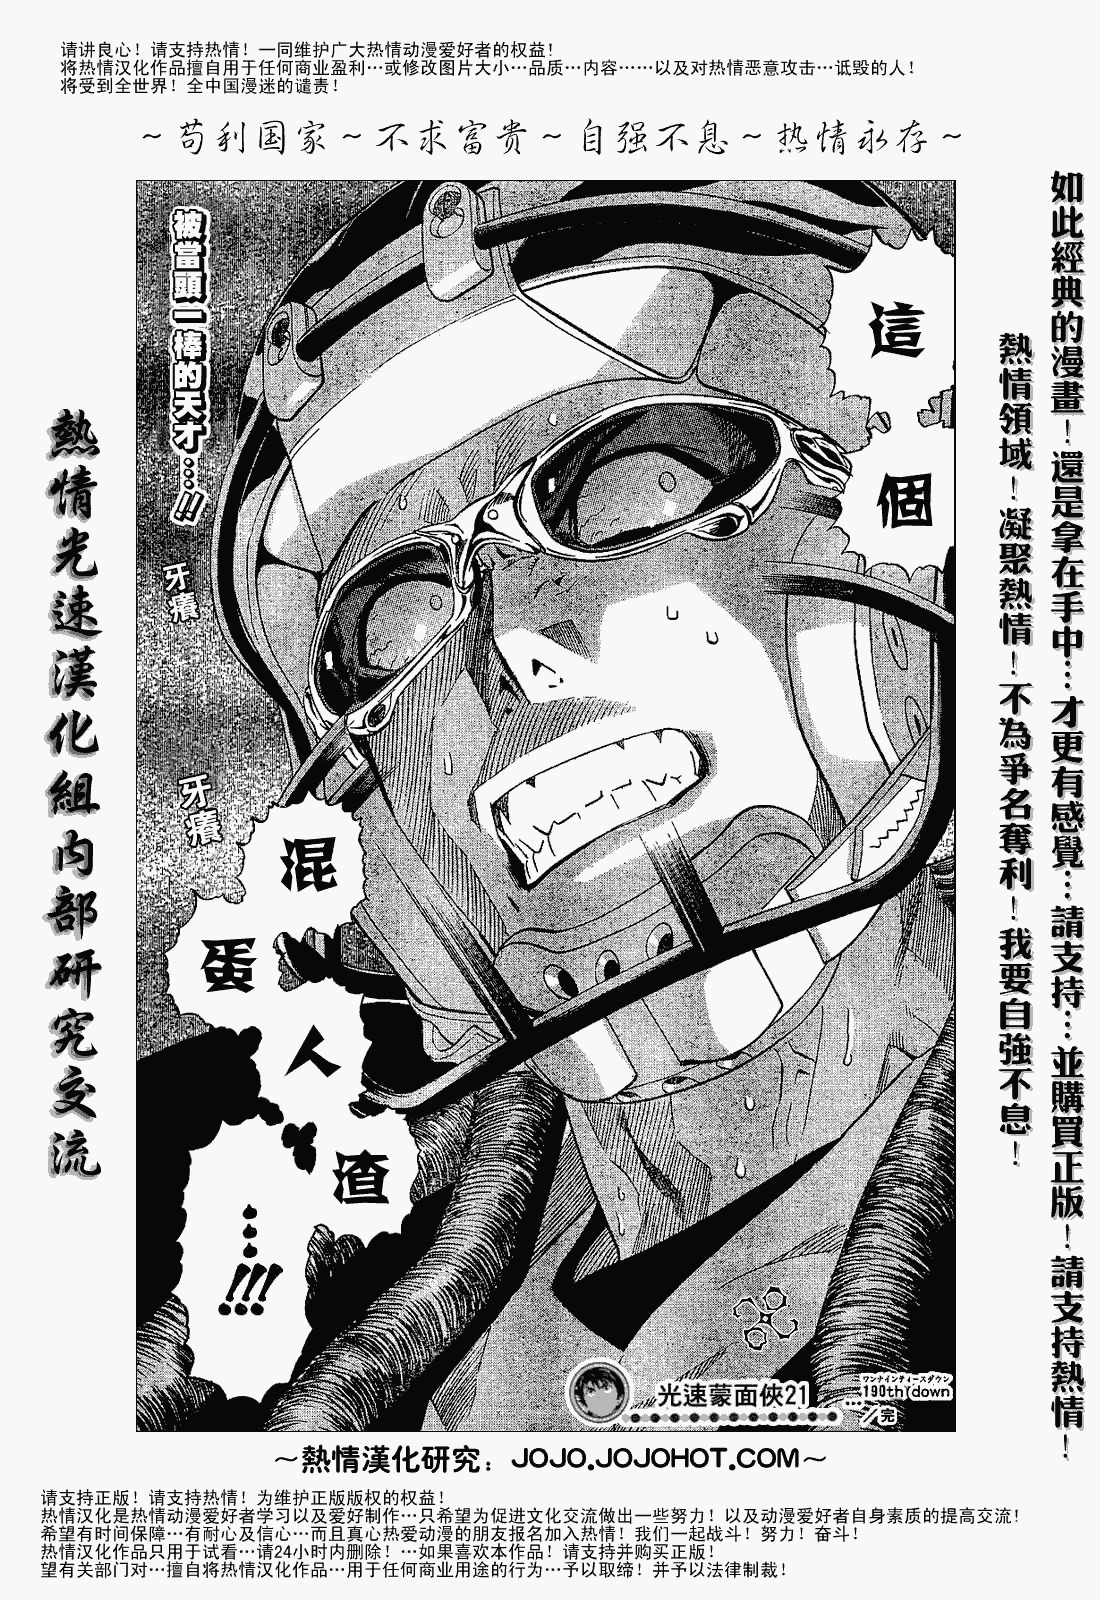 请讲良心！请支持热情！一同维护广大热情动漫爱好者的权益！
将热情汉化作品擅自用于任何商业盈利…或修改图片大小…品质…内容……以及对热情恶意攻击…诋毁的人！
将受到全世界！全中国漫迷的谴责！
～苟利国家～不求富贵～自强不息～热情永存～
如此經典的漫畫！還是拿在手中…才更有感覺…請支持…並購買正版！請支持熱情！
熱情領域！凝聚熱情！不為爭名奪利！我要自強不息！
這個
被當頭一棒的天才…!!
牙癢
牙癢
混蛋人渣…!!!
熱情光速漢化組內部研究交流
光速蒙面俠21
ワンナインティースダウン
190th down
…／完
～熱情漢化研究：JOJO.JOJOHOT.COM～
请支持正版！请支持热情！为维护正版版权的权益！
热情汉化是热情动漫爱好者学习以及爱好制作…只希望为促进文化交流做出一些努力！以及动漫爱好者自身素质的提高交流！
希望有时间保障…有耐心及信心…而且真心热爱动漫的朋友报名加入热情！我们一起战斗！努力！奋斗！
热情汉化作品只用于试看…请24小时内删除！…如果喜欢本作品！请支持并购买正版！
望有关部门对…擅自将热情汉化作品…用于任何商业用途的行为…予以取缔！并予以法律制裁！